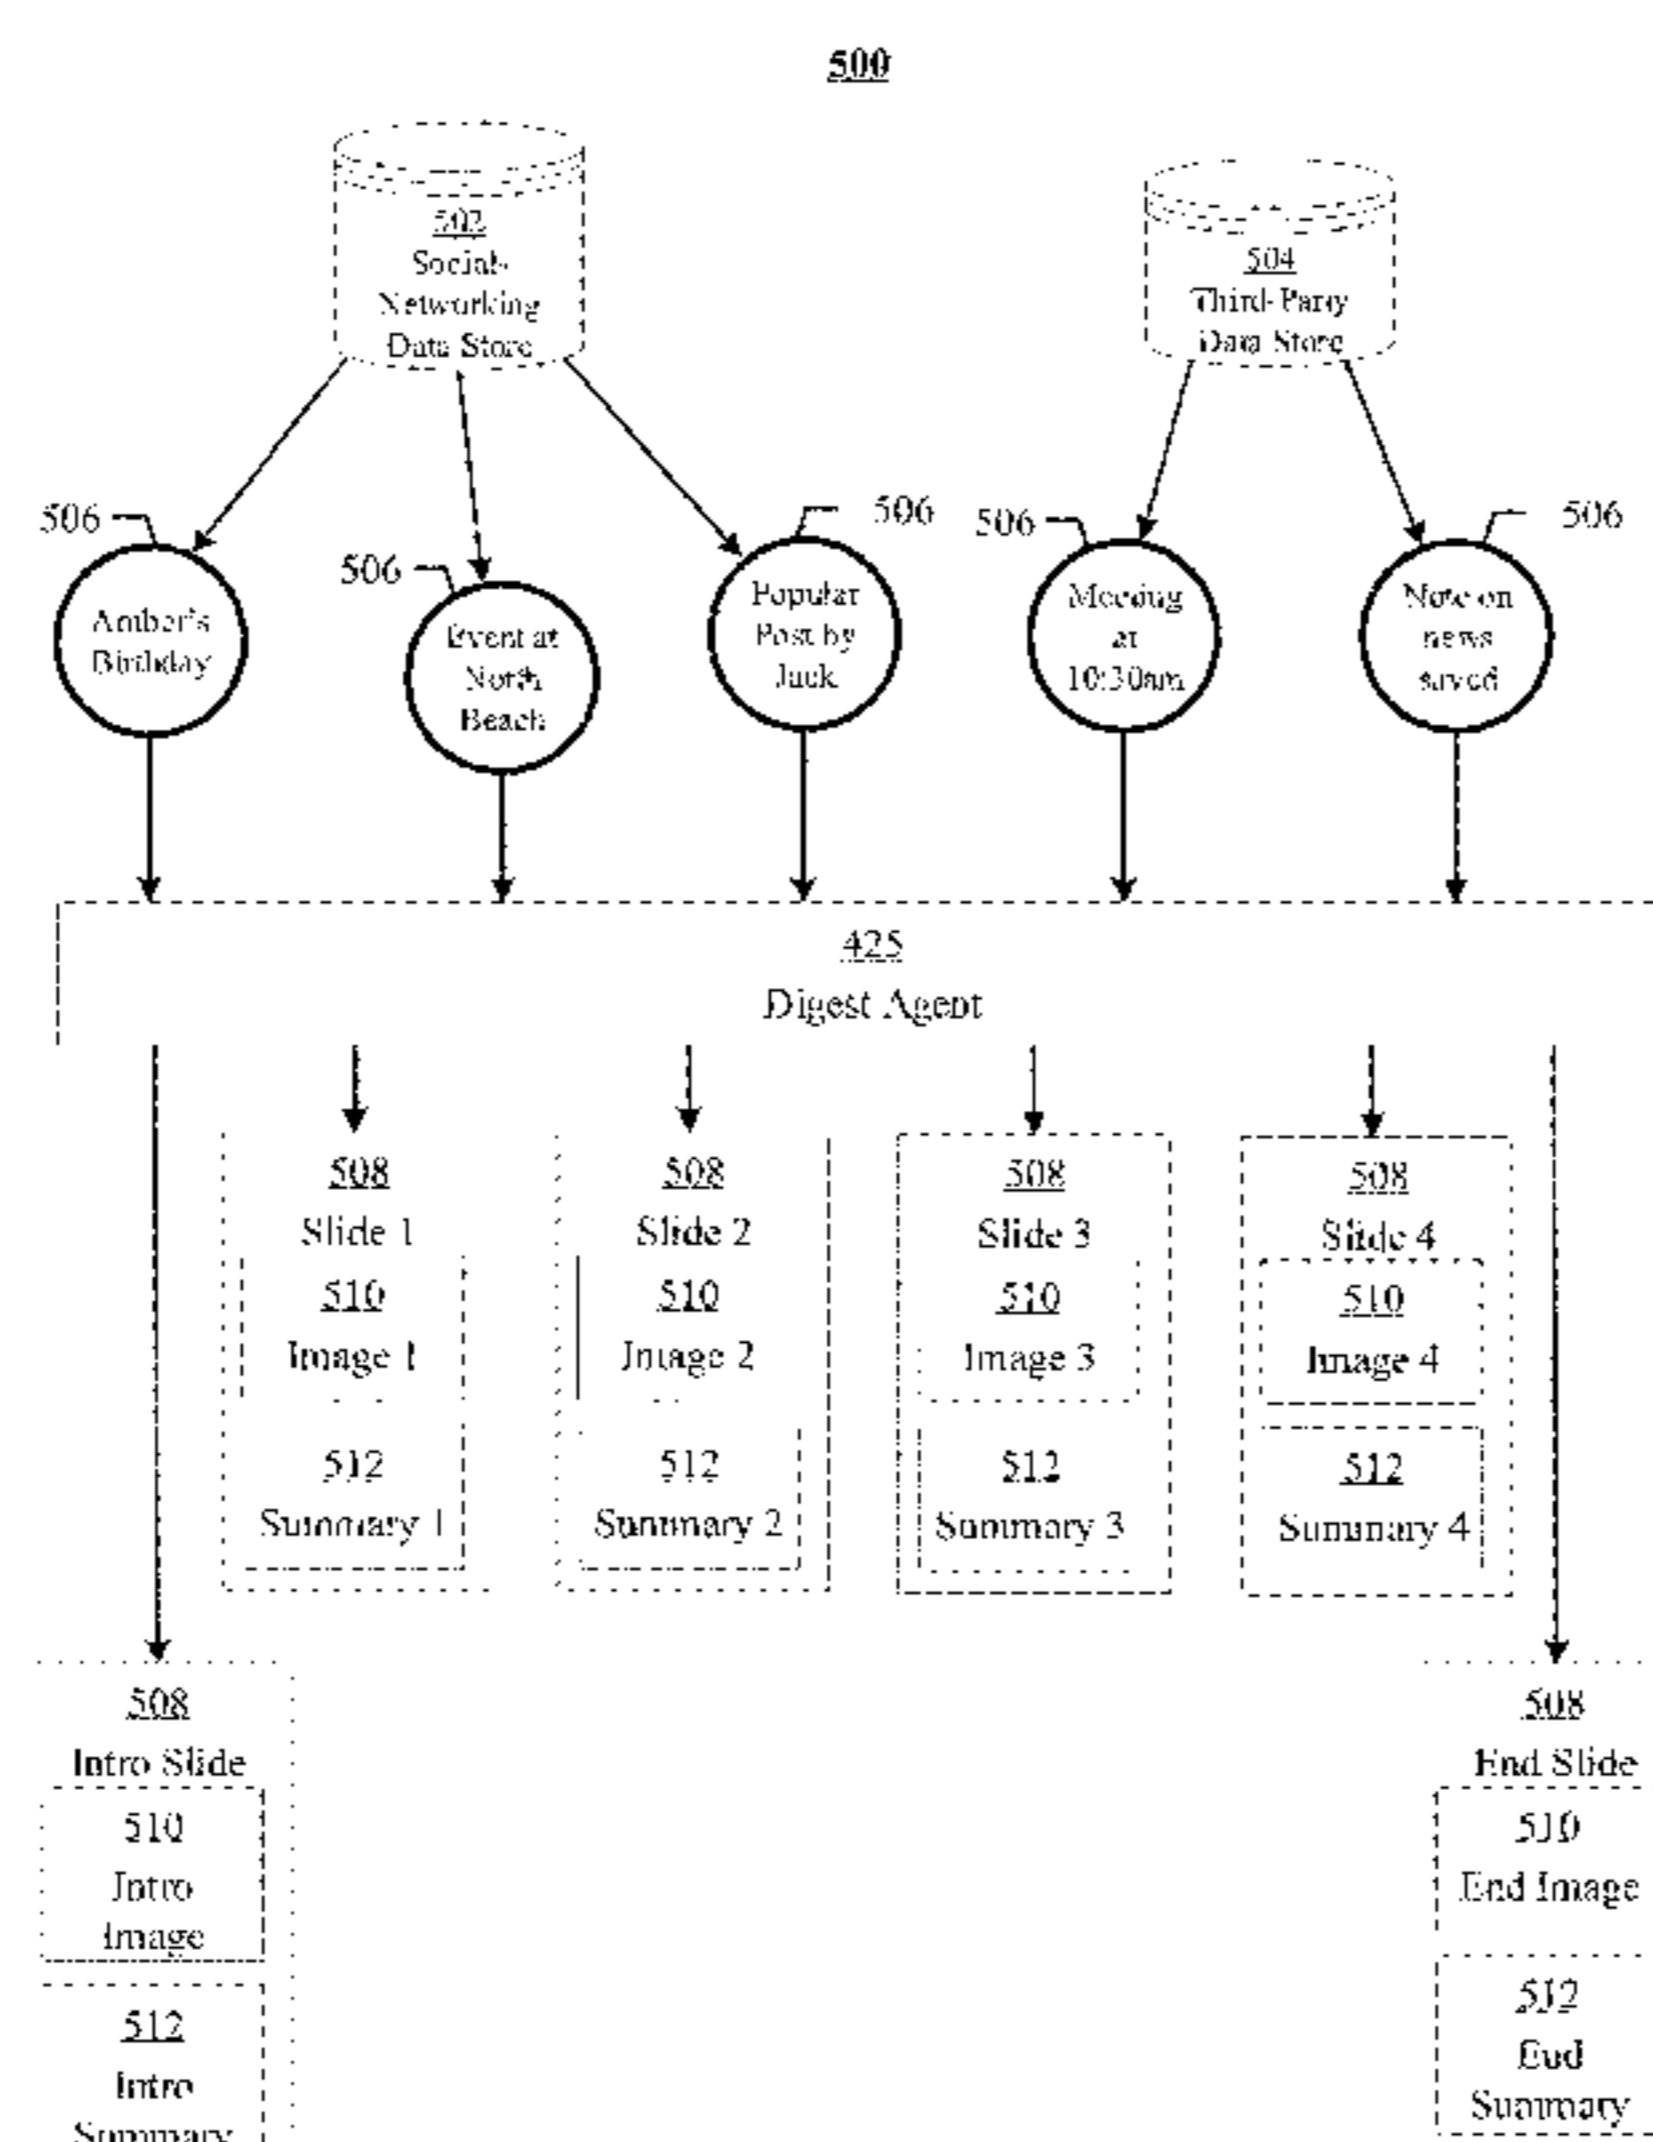 500
502
Social-
Networking
Data Store
504
Third-Party
Data Store
506
506
506
506
506
Amber's
Birthday
Event at
North
Beach
Popular
Post by
Jack
Meeting
at
10:30am
Note on
news
saved
425
Digest Agent
508
Slide 1
510
Image 1
512
Summary 1
508
Slide 2
510
Image 2
512
Summary 2
508
Slide 3
510
Image 3
512
Summary 3
508
Slide 4
510
Image 4
512
Summary 4
508
Intro Slide
510
Intro
Image
512
Intro
Summary
508
End Slide
510
End Image
512
End
Summary